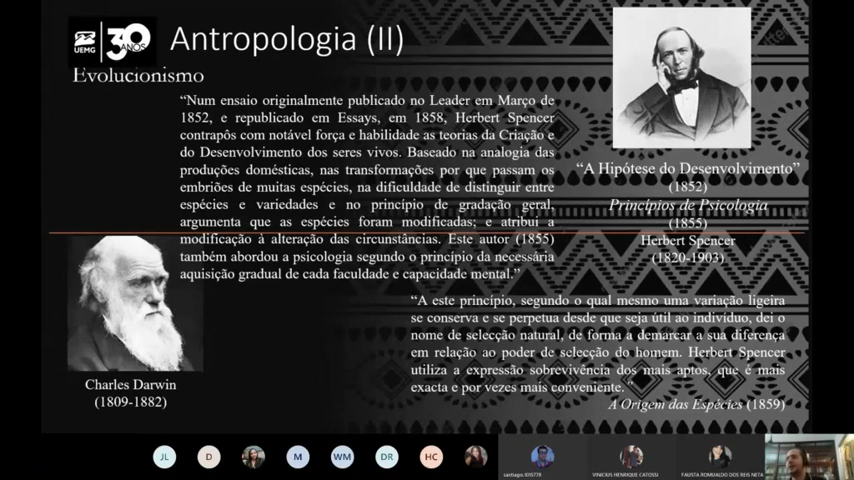 UEMG
30
ANOS
Antropologia (II)
Evolucionismo
“Num ensaio originalmente publicado no Leader em Março de
1852, e republicado em Essays, em 1858, Herbert Spencer
contrapôs com notável força e habilidade as teorias da Criação e
do Desenvolvimento dos seres vivos. Baseado na analogia das
produções domésticas, nas transformações por que passam os
embriões de muitas espécies, na dificuldade de distinguir entre
espécies e variedades e no princípio de gradação geral,
argumenta que as espécies foram modificadas; e atribui a
modificação à alteração das circunstâncias. Este autor (1855)
também abordou a psicologia segundo o princípio da necessária
aquisição gradual de cada faculdade e capacidade mental.”
“A Hipótese do Desenvolvimento”
(1852)
Princípios de Psicologia
(1855)
Herbert Spencer
(1820-1903)
Charles Darwin
(1809-1882)
“A este princípio, segundo o qual mesmo uma variação ligeira
se conserva e se perpetua desde que seja útil ao indivíduo, dei o
nome de selecção natural, de forma a demarcar a sua diferença
em relação ao poder de selecção do homem. Herbert Spencer
utiliza a expressão sobrevivência dos mais aptos, que é mais
exacta e por vezes mais conveniente.”
A Origem das Espécies (1859)
JL
D
M
WM
DR
HC
VINICIUS HENRIQUE CATOSSI
FAUSTA ROMUALDO DOS REIS NETA